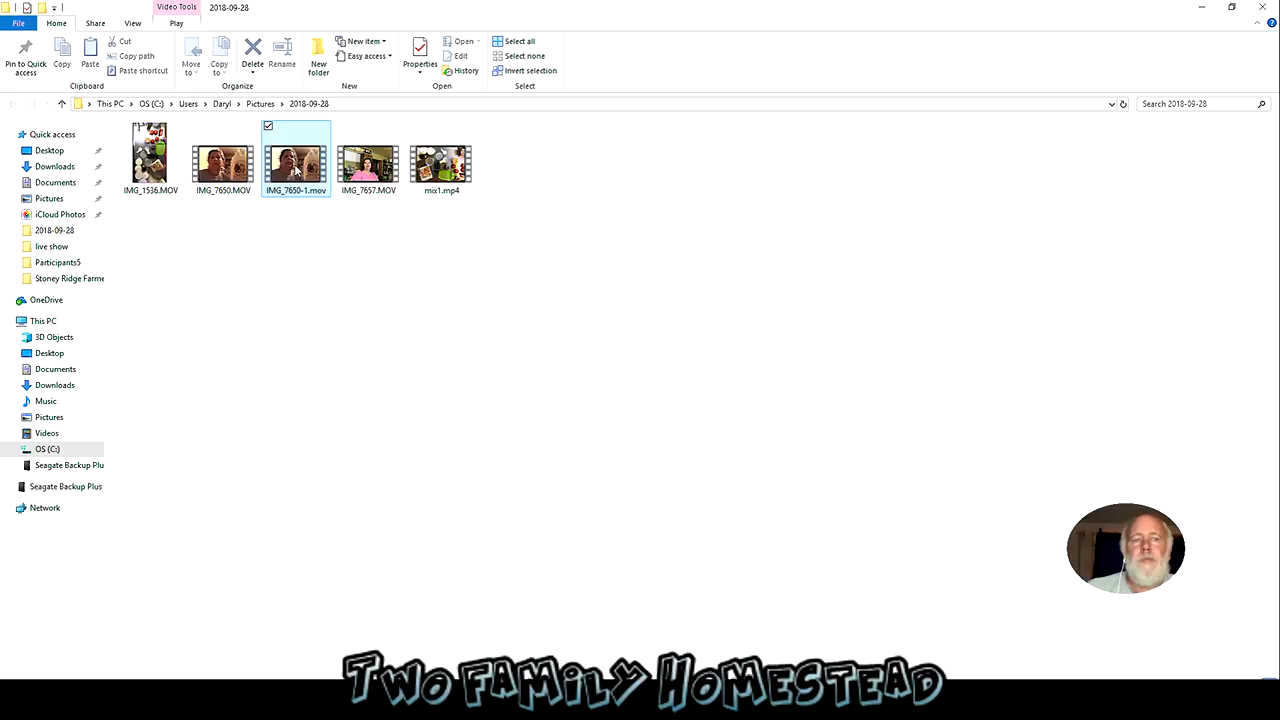 Video Tools
2018-09-28
File
Home
Share
View
Play
Pin to Quick access
Copy
Paste
Cut
Copy path
Paste shortcut
Clipboard
Move to
Copy to
Delete
Rename
Organize
New folder
New item
Easy access
New
Properties
Open
Edit
History
Open
Select all
Select none
Invert selection
Select
This PC > OS (C:) > Users > Daryl > Pictures > 2018-09-28
Search 2018-09-28
Quick access
Desktop
Downloads
Documents
Pictures
iCloud Photos
2018-09-28
live show
Participants5
Stoney Ridge Farme
OneDrive
This PC
3D Objects
Desktop
Documents
Downloads
Music
Pictures
Videos
OS (C:)
Seagate Backup Plu
Seagate Backup Plus
Network
IMG_1536.MOV
IMG_7650.MOV
IMG_7650-1.mov
IMG_7657.MOV
mix1.mp4
Two Family Homestead